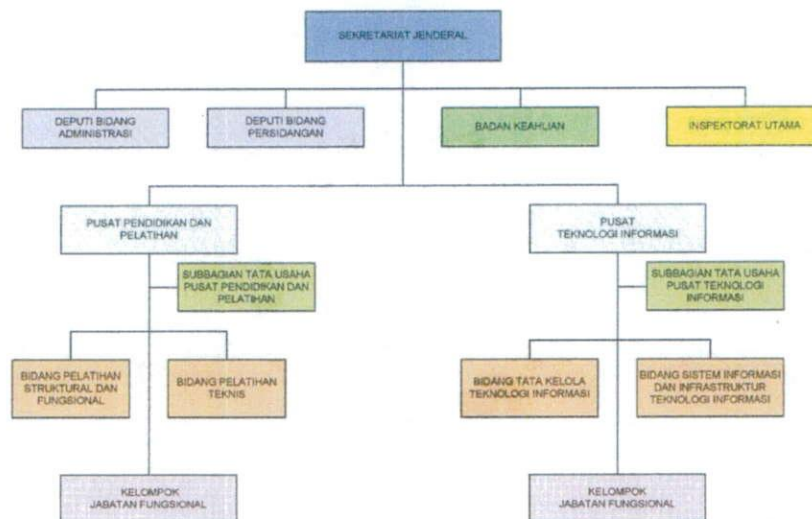 SEKRETARIAT JENDERAL
DEPUTI BIDANG
ADMINISTRASI
DEPUTI BIDANG
PERSIDANGAN
BADAN KEAHLIAN
INSPEKTORAT UTAMA
PUSAT PENDIDIKAN DAN
PELATIHAN
PUSAT
TEKNOLOGI INFORMASI
SUBBAGIAN TATA USAHA
PUSAT PENDIDIKAN DAN
PELATIHAN
SUBBAGIAN TATA USAHA
PUSAT TEKNOLOGI
INFORMASI
BIDANG PELATIHAN
STRUKTURAL DAN
FUNGSIONAL
BIDANG PELATIHAN
TEKNIS
BIDANG TATA KELOLA
TEKNOLOGI INFORMASI
BIDANG SISTEM INFORMASI
DAN INFRASTRUKTUR
TEKNOLOGI INFORMASI
KELOMPOK
JABATAN FUNGSIONAL
KELOMPOK
JABATAN FUNGSIONAL